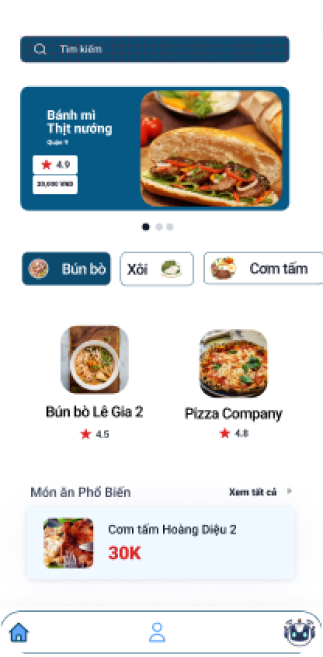 Tìm kiếm
Bánh mì
Thịt nướng
Quận 9
4.9
20,000 VND
Bún bò
Xôi
Cơm tấm
Bún bò Lê Gia 2
Pizza Company
4.5
4.8
Món ăn Phổ Biến
Xem tất cả
Cơm tấm Hoàng Diệu 2
30K